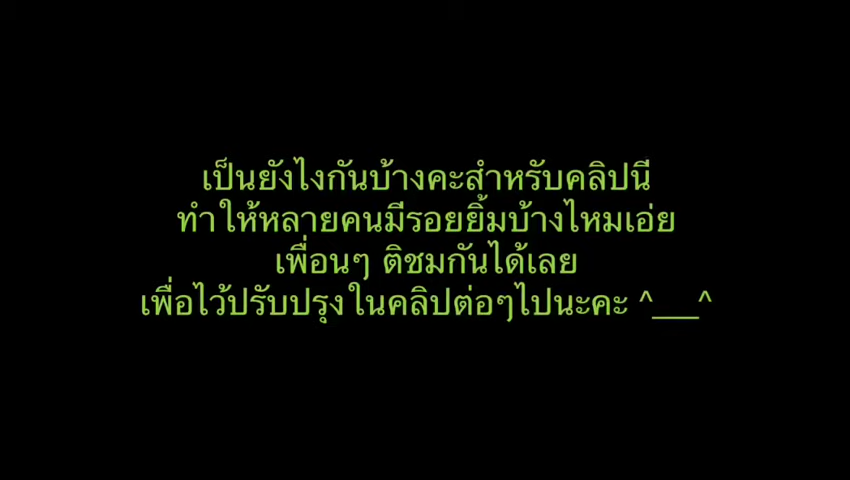 เป็นยังไงกันบ้างคะสำหรับคลิปนี้
ทำให้หลายคนมีรอยยิ้มบ้างไหมเอ่ย
เพื่อนๆ ติชมกันได้เลย
เพื่อไว้ปรับปรุงในคลิปต่อๆไปนะคะ ^___^